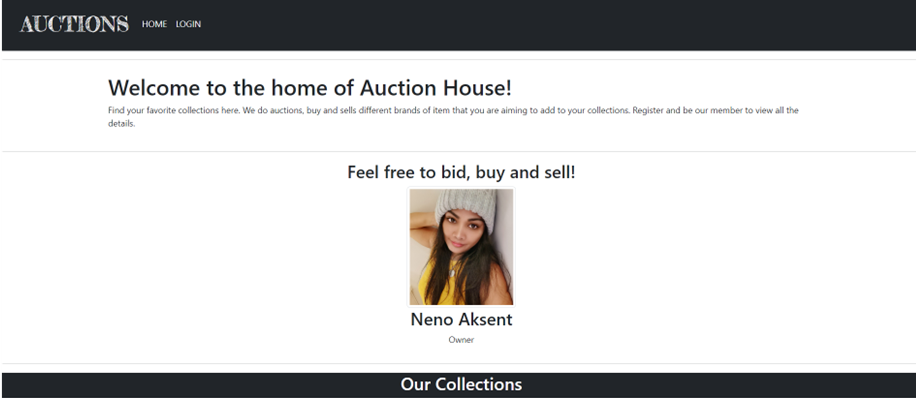 AUCTIONS HOME LOGIN
Welcome to the home of Auction House!
Find your favorite collections here. We do auctions, buy and sells different brands of item that you are aiming to add to your collections. Register and be our member to view all the
details.
Feel free to bid, buy and sell!
Neno Aksent
Owner
Our Collections